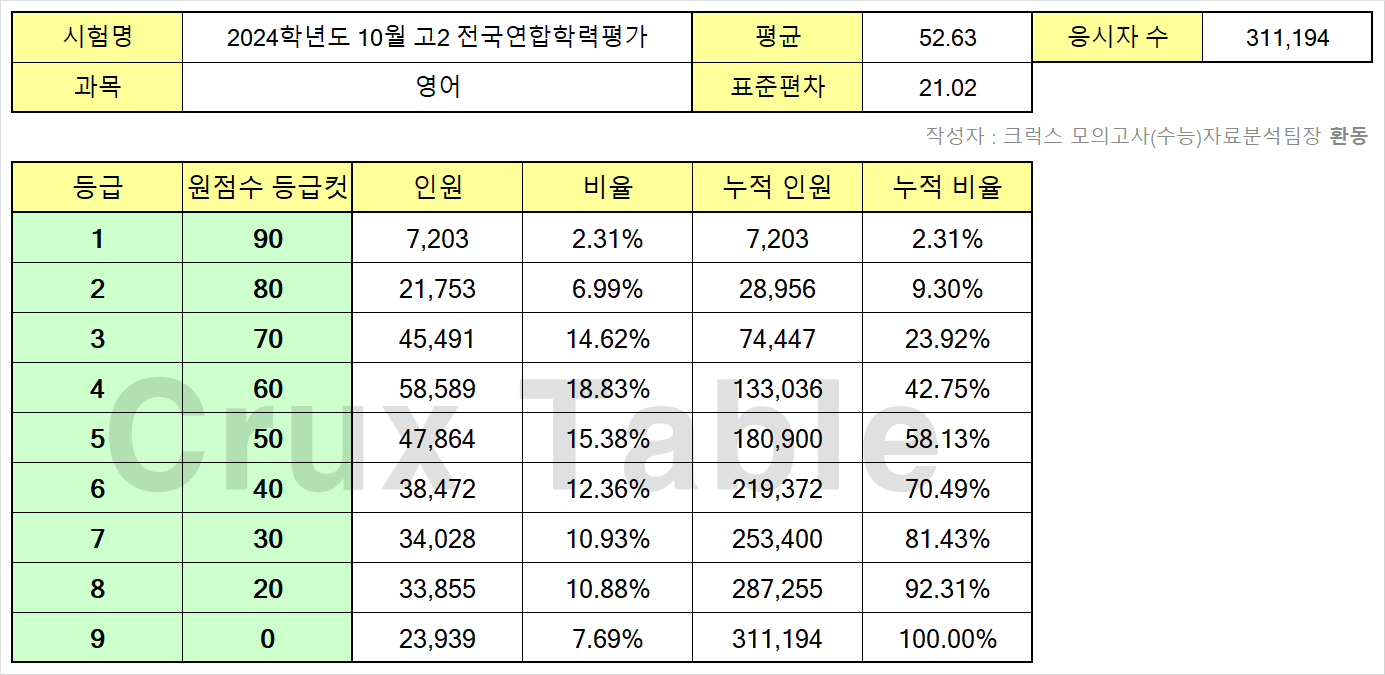 시험명 2024학년도 10월 고2 전국연합학력평가 평균 52.63 응시자 수 311,194
과목 영어 표준편차 21.02
작성자 : 크럭스 모의고사(수능)자료분석팀장 환동
등급 원점수 등급컷 인원 비율 누적 인원 누적 비율
1 90 7,203 2.31% 7,203 2.31%
2 80 21,753 6.99% 28,956 9.30%
3 70 45,491 14.62% 74,447 23.92%
4 60 58,589 18.83% 133,036 42.75%
5 50 47,864 15.38% 180,900 58.13%
6 40 38,472 12.36% 219,372 70.49%
7 30 34,028 10.93% 253,400 81.43%
8 20 33,855 10.88% 287,255 92.31%
9 0 23,939 7.69% 311,194 100.00%
Crux Table